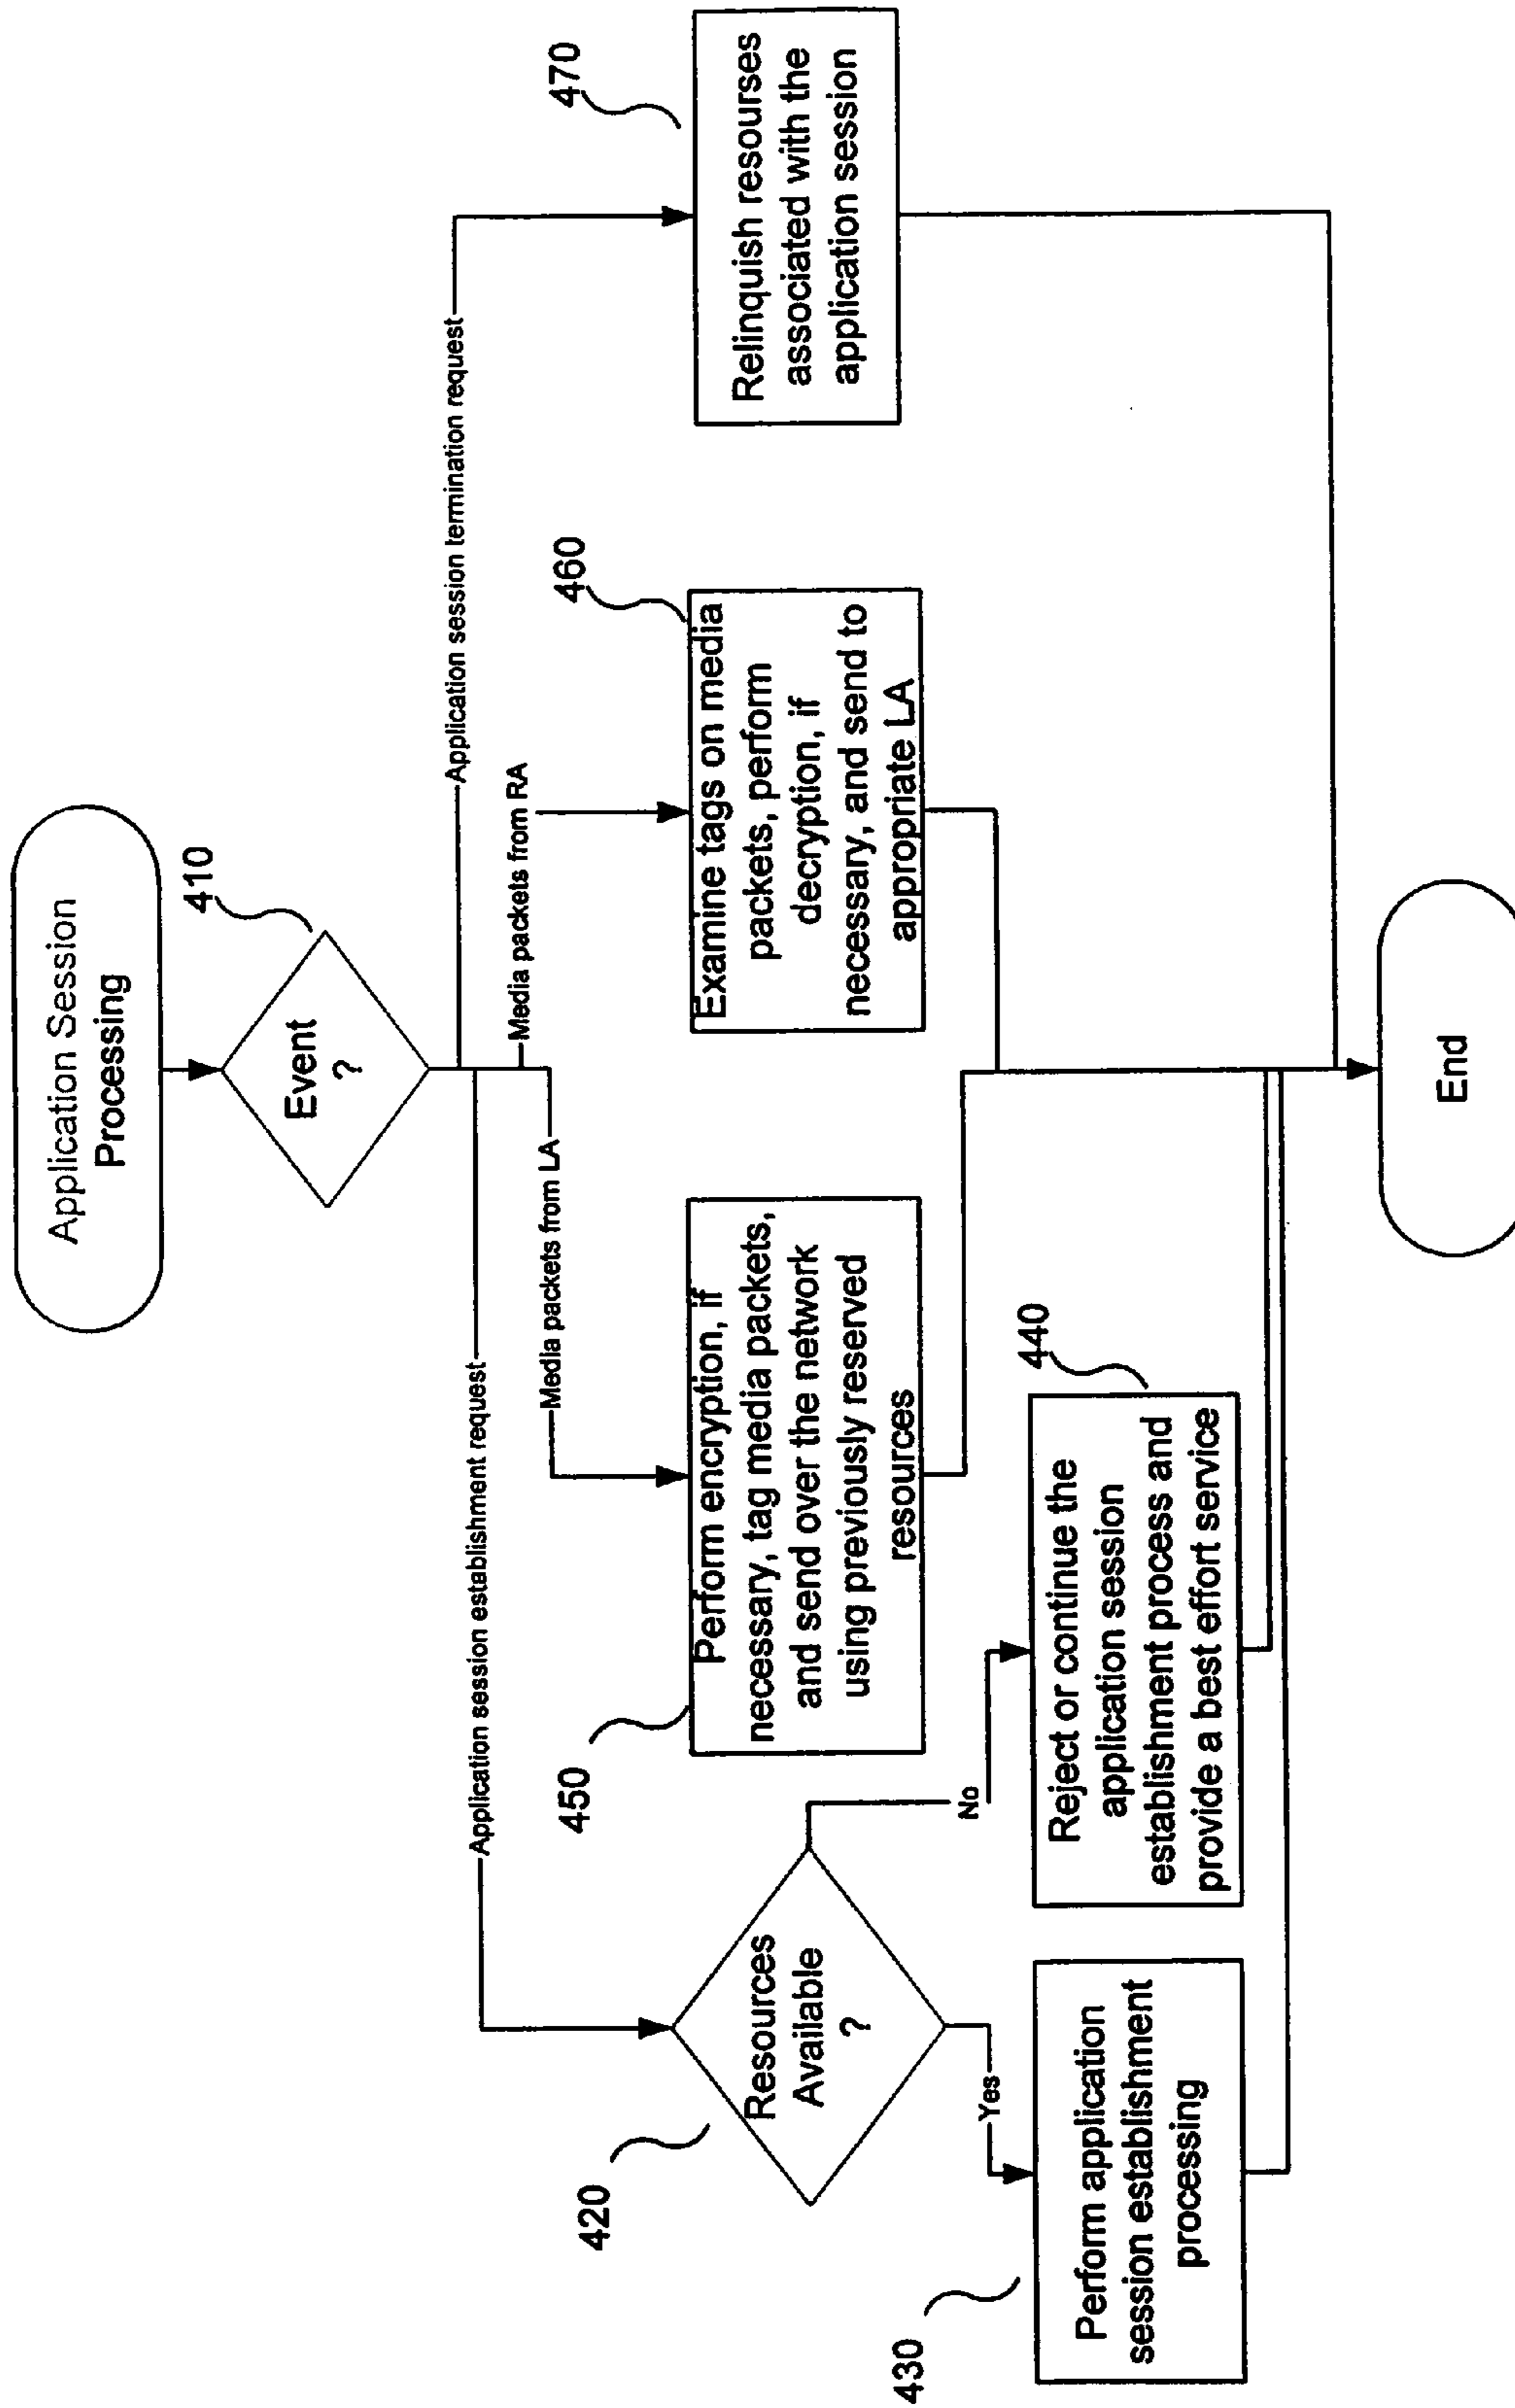 Application Session
Processing
410
Event
?
Application session establishment request
Media packets from LA
Media packets from RA
Application session termination request
420
Resources
Available
?
Yes
No
430
Perform application
session establishment
processing
440
Reject or continue the
application session
establishment process and
provide a best effort service
450
Perform encryption, if
necessary, tag media packets,
and send over the network
using previously reserved
resources
460
Examine tags on media
packets, perform
decryption, if
necessary, and send to
appropriate LA
470
Relinquish resourses
associated with the
application session
End